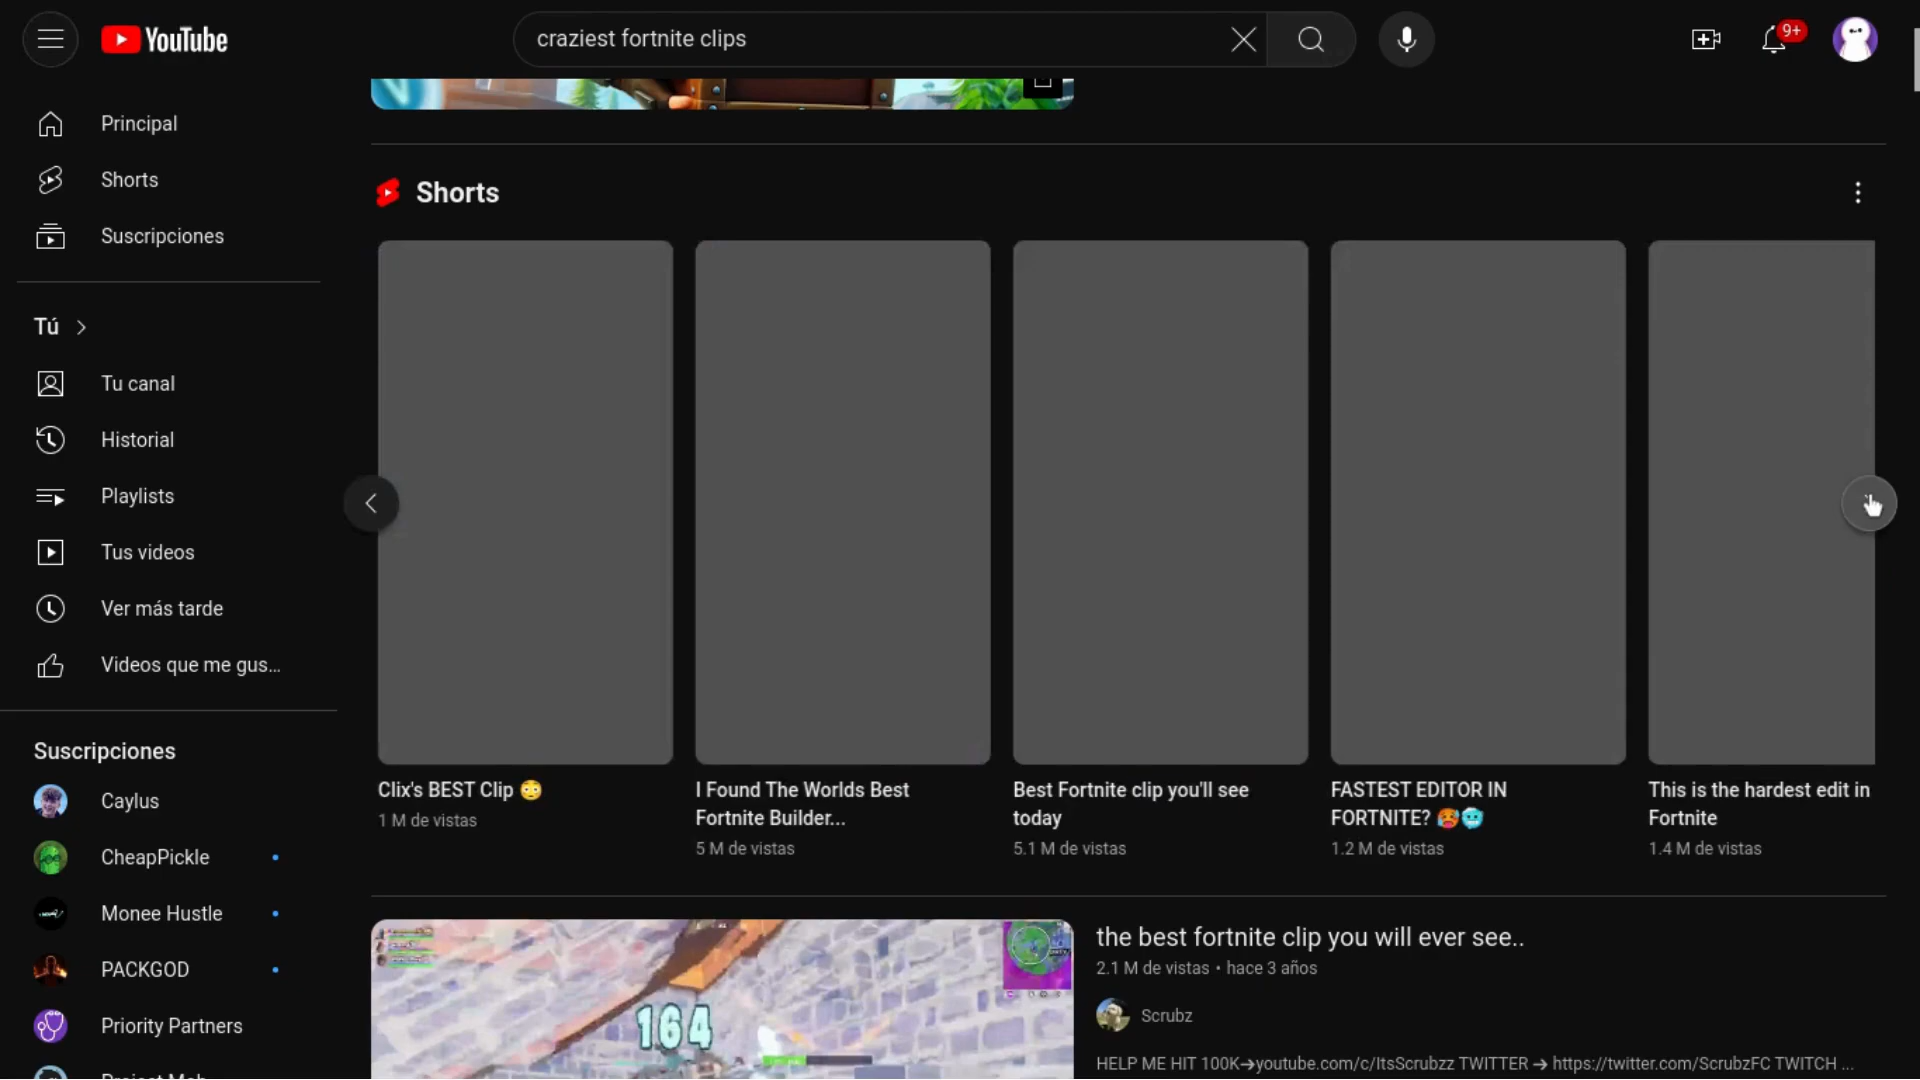 YouTube
craziest fortnite clips
9+
Principal
Shorts
Suscripciones
Tú
Tu canal
Historial
Playlists
Tus videos
Ver más tarde
Videos que me gus...
Suscripciones
Caylus
CheapPickle
Monee Hustle
PACKGOD
Priority Partners
Shorts
Clix's BEST Clip 😳
1 M de vistas
I Found The Worlds Best
Fortnite Builder...
5 M de vistas
Best Fortnite clip you'll see
today
5.1 M de vistas
FASTEST EDITOR IN
FORTNITE? 🥵🥶
1.2 M de vistas
This is the hardest edit in
Fortnite
1.4 M de vistas
164
the best fortnite clip you will ever see..
2.1 M de vistas • hace 3 años
Scrubz
HELP ME HIT 100K➔youtube.com/c/ItsScrubzz TWITTER ➔ https://twitter.com/ScrubzFC TWITCH ...